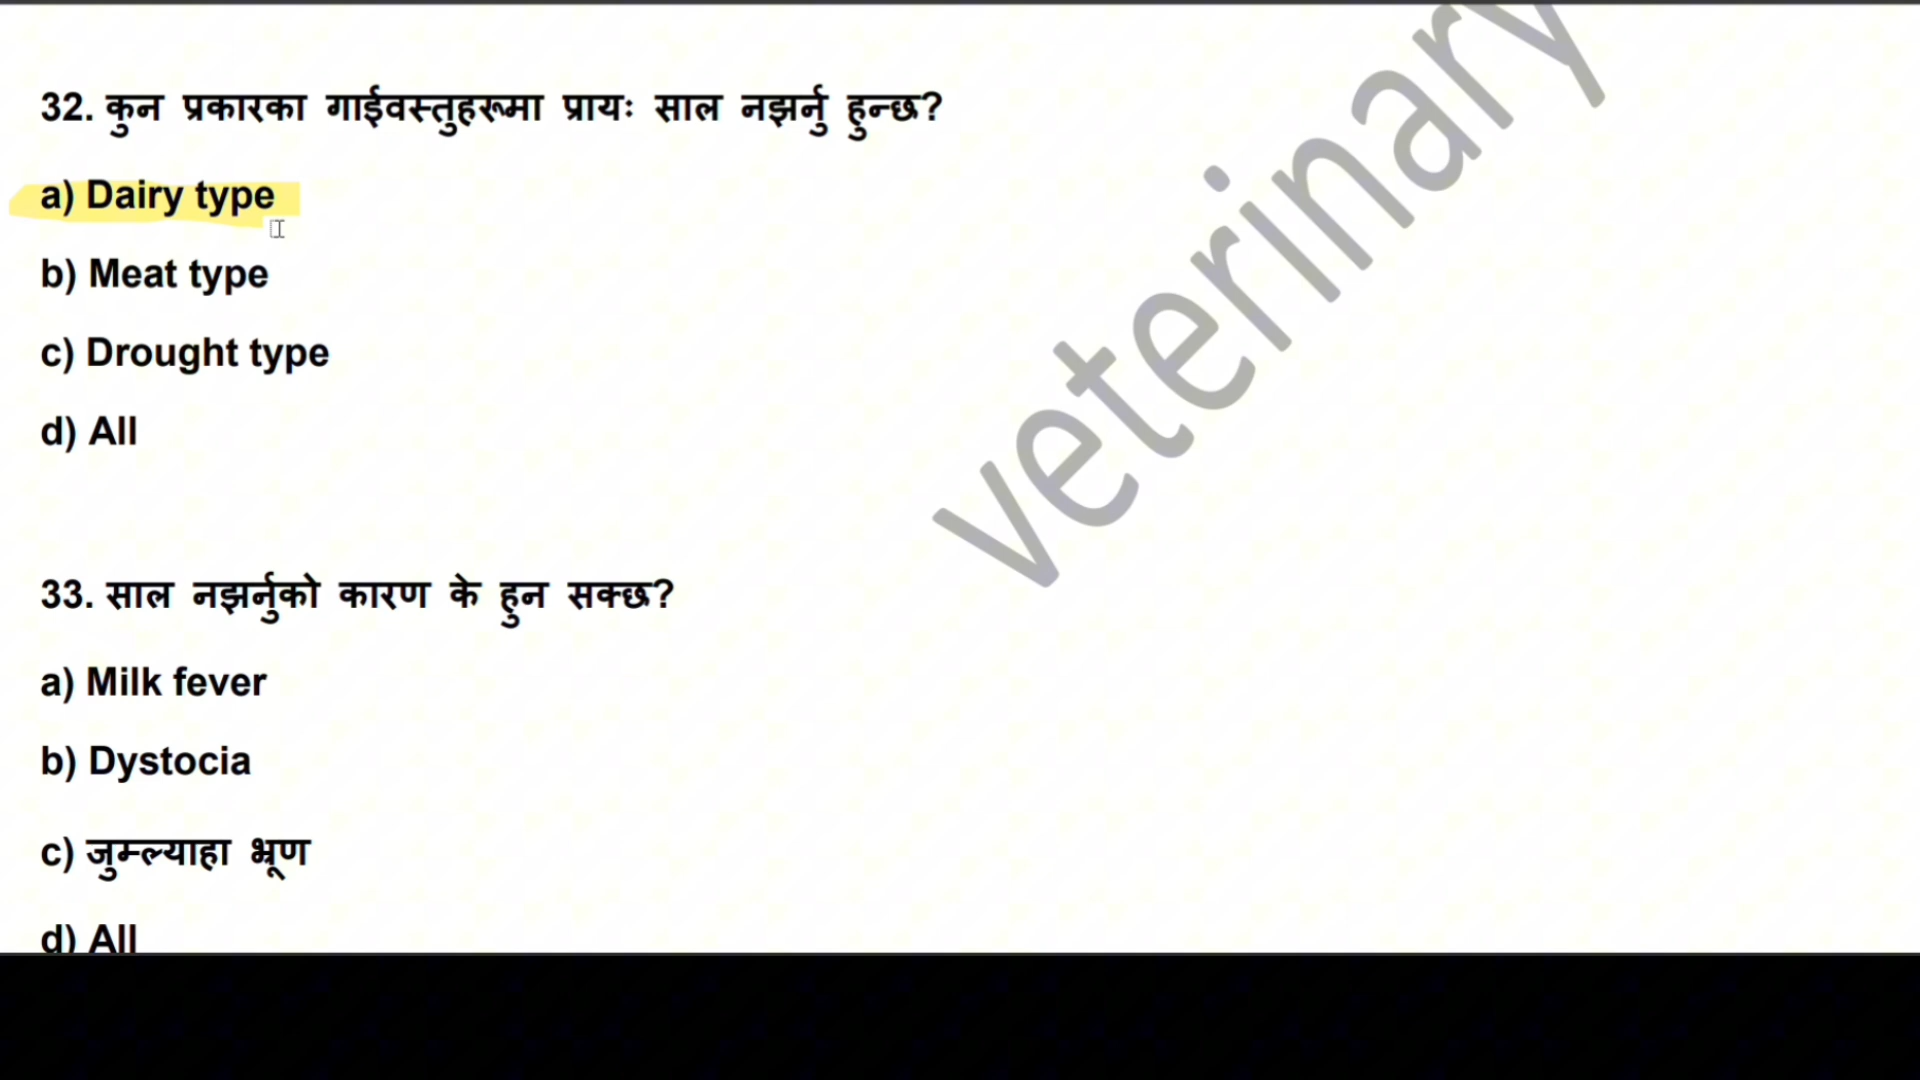 32. कुन प्रकारका गाईवस्तुहरूमा प्रायः साल नझर्नु हुन्छ?
a) Dairy type
b) Meat type
c) Drought type
d) All
33. साल नझर्नुको कारण के हुन सक्छ?
a) Milk fever
b) Dystocia
c) जुम्ल्याहा भ्रूण
d) All
veterinary